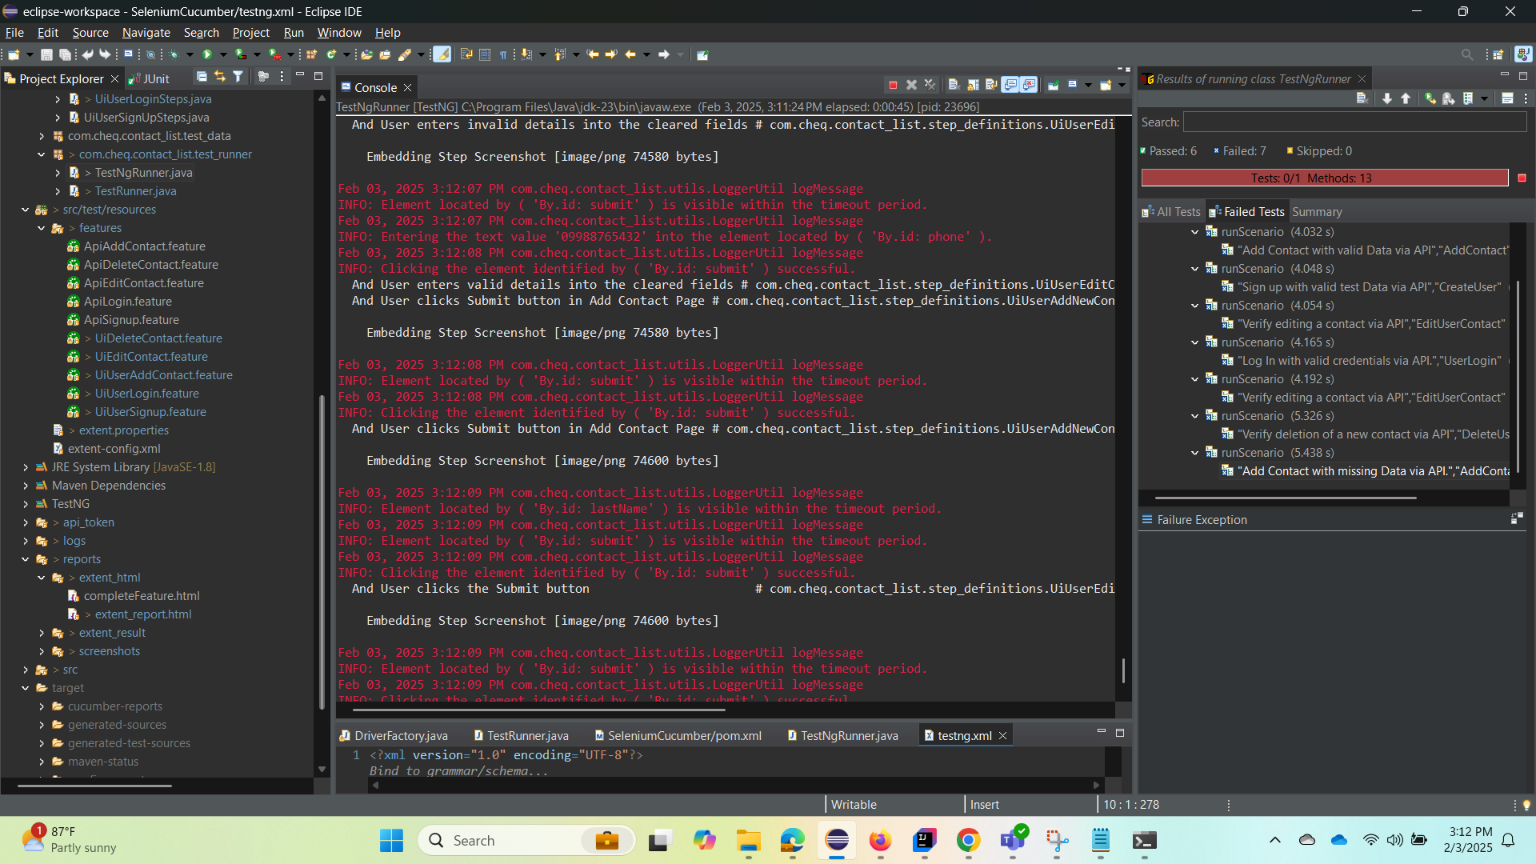 eclipse-workspace - SeleniumCucumber/testng.xml - Eclipse IDE
File Edit Source Navigate Search Project Run Window Help
Project Explorer
JUnit
> UiUserLoginSteps.java
UiUserSignUpSteps.java
com.cheq.contact_list.test_data
> com.cheq.contact_list.test_runner
> TestNgRunner.java
> TestRunner.java
> src/test/resources
> features
ApiAddContact.feature
ApiDeleteContact.feature
ApiEditContact.feature
ApiLogin.feature
ApiSignup.feature
> UiDeleteContact.feature
> UiEditContact.feature
> UiUserAddContact.feature
> UiUserLogin.feature
> UiUserSignup.feature
> extent.properties
extent-config.xml
JRE System Library [JavaSE-1.8]
Maven Dependencies
TestNG
> api_token
> logs
> reports
> extent_html
completeFeature.html
> extent_report.html
> extent_result
> screenshots
> src
target
cucumber-reports
generated-sources
generated-test-sources
maven-status
Console
TestNgRunner [TestNG] C:\Program Files\Java\jdk-23\bin\javaw.exe (Feb 3, 2025, 3:11:24 PM elapsed: 0:00:45) [pid: 23696]
And User enters invalid details into the cleared fields # com.cheq.contact_list.step_definitions.UiUserEdi
Embedding Step Screenshot [image/png 74580 bytes]
Feb 03, 2025 3:12:07 PM com.cheq.contact_list.utils.LoggerUtil logMessage
INFO: Element located by ( 'By.id: submit' ) is visible within the timeout period.
Feb 03, 2025 3:12:07 PM com.cheq.contact_list.utils.LoggerUtil logMessage
INFO: Entering the text value '09988765432' into the element located by ( 'By.id: phone' ).
Feb 03, 2025 3:12:08 PM com.cheq.contact_list.utils.LoggerUtil logMessage
INFO: Clicking the element identified by ( 'By.id: submit' ) successful.
And User enters valid details into the cleared fields # com.cheq.contact_list.step_definitions.UiUserEditC
And User clicks Submit button in Add Contact Page # com.cheq.contact_list.step_definitions.UiUserAddNewCon
Embedding Step Screenshot [image/png 74580 bytes]
Feb 03, 2025 3:12:08 PM com.cheq.contact_list.utils.LoggerUtil logMessage
INFO: Element located by ( 'By.id: submit' ) is visible within the timeout period.
Feb 03, 2025 3:12:08 PM com.cheq.contact_list.utils.LoggerUtil logMessage
INFO: Clicking the element identified by ( 'By.id: submit' ) successful.
And User clicks Submit button in Add Contact Page # com.cheq.contact_list.step_definitions.UiUserAddNewCon
Embedding Step Screenshot [image/png 74600 bytes]
Feb 03, 2025 3:12:09 PM com.cheq.contact_list.utils.LoggerUtil logMessage
INFO: Element located by ( 'By.id: lastName' ) is visible within the timeout period.
Feb 03, 2025 3:12:09 PM com.cheq.contact_list.utils.LoggerUtil logMessage
INFO: Element located by ( 'By.id: submit' ) is visible within the timeout period.
Feb 03, 2025 3:12:09 PM com.cheq.contact_list.utils.LoggerUtil logMessage
INFO: Clicking the element identified by ( 'By.id: submit' ) successful.
And User clicks the Submit button # com.cheq.contact_list.step_definitions.UiUserEdi
Embedding Step Screenshot [image/png 74600 bytes]
Feb 03, 2025 3:12:09 PM com.cheq.contact_list.utils.LoggerUtil logMessage
INFO: Element located by ( 'By.id: submit' ) is visible within the timeout period.
Feb 03, 2025 3:12:09 PM com.cheq.contact_list.utils.LoggerUtil logMessage
INFO: Clicking the element identified by ( 'By.id: submit' ) successful.
DriverFactory.java TestRunner.java SeleniumCucumber/pom.xml TestNgRunner.java testng.xml
1 <?xml version="1.0" encoding="UTF-8"?>
Bind to grammar/schema...
Results of running class TestNgRunner
Search:
Passed: 6 Failed: 7 Skipped: 0
Tests: 0/1 Methods: 13
All Tests Failed Tests Summary
runScenario (4.032 s)
"Add Contact with valid Data via API","AddContact"
runScenario (4.048 s)
"Sign up with valid test Data via API","CreateUser"
runScenario (4.054 s)
"Verify editing a contact via API","EditUserContact"
runScenario (4.165 s)
"Log In with valid credentials via API.","UserLogin"
runScenario (4.192 s)
"Verify editing a contact via API","EditUserContact"
runScenario (5.326 s)
"Verify deletion of a new contact via API","DeleteUs
runScenario (5.438 s)
"Add Contact with missing Data via API.","AddConta
Failure Exception
Writable Insert 10 : 1 : 278
1
87°F
Partly sunny
Search
3:12 PM
2/3/2025